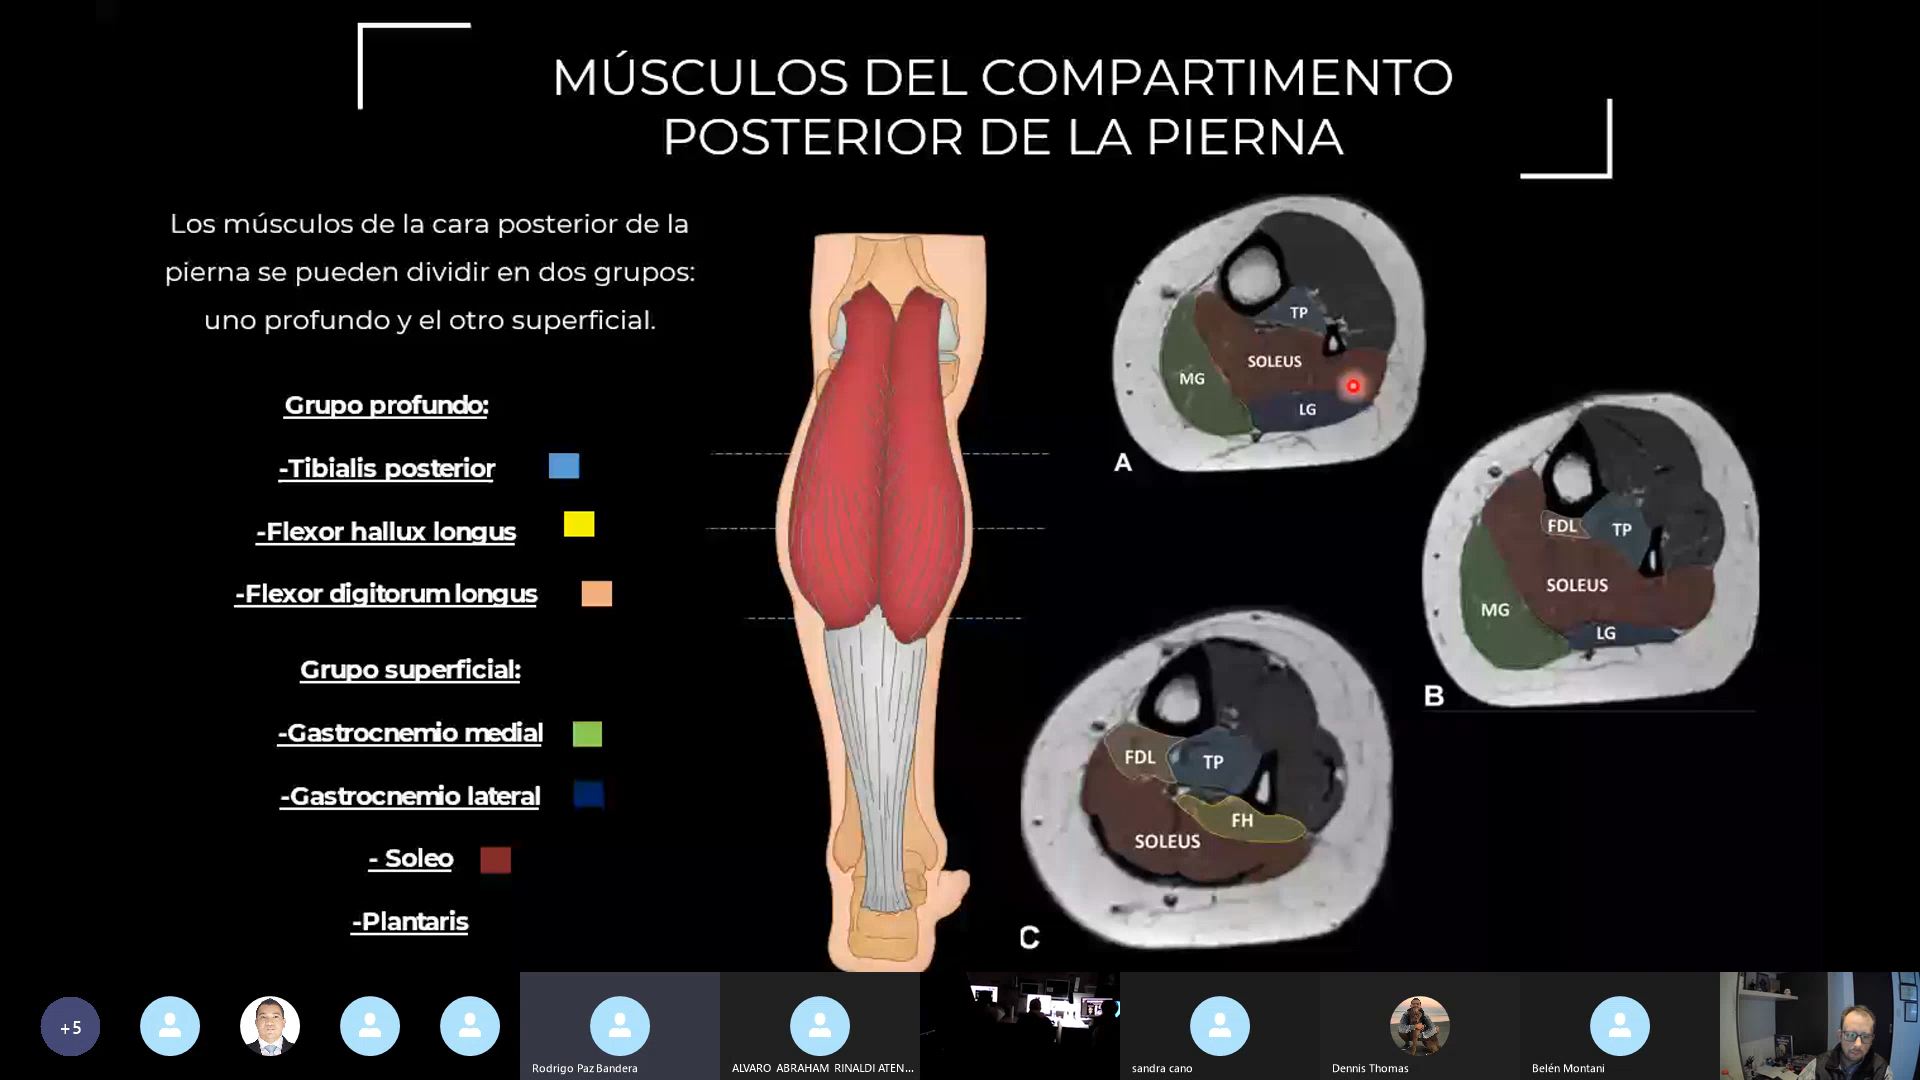 MÚSCULOS DEL COMPARTIMENTO
POSTERIOR DE LA PIERNA
Los músculos de la cara posterior de la
pierna se pueden dividir en dos grupos:
uno profundo y el otro superficial.
Grupo profundo:
-Tibialis posterior
-Flexor hallux longus
-Flexor digitorum longus
Grupo superficial:
-Gastrocnemio medial
-Gastrocnemio lateral
- Soleo
-Plantaris
TP
SOLEUS
MG
LG
A
FDL
TP
SOLEUS
MG
LG
B
FDL
TP
FH
SOLEUS
C
+5
Rodrigo Paz Bandera
ALVARO ABRAHAM RINALDI ATEN...
sandra cano
Dennis Thomas
Belén Montani